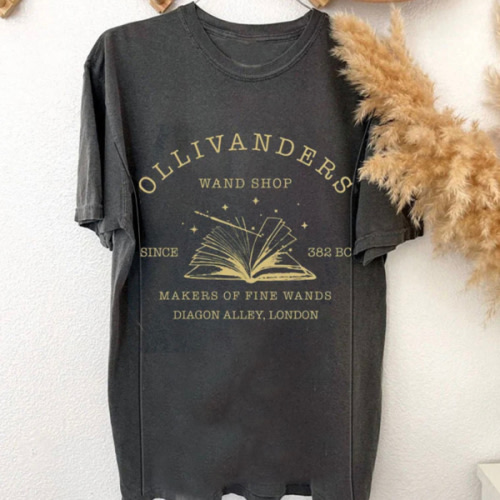 OLLIVANDERS
WAND SHOP
SINCE 382 BC
MAKERS OF FINE WANDS
DIAGON ALLEY, LONDON